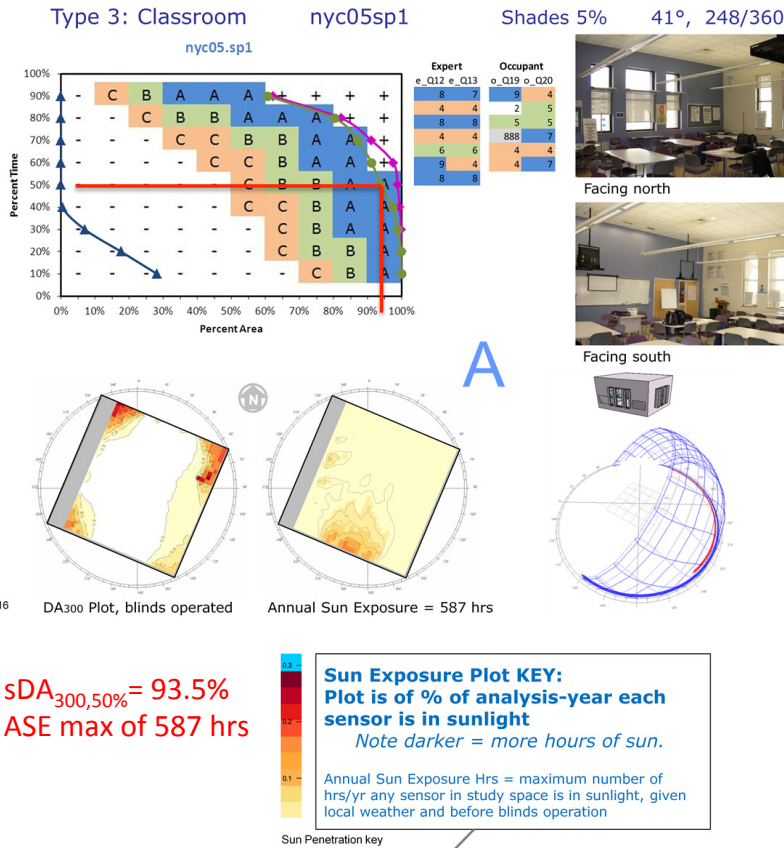 Type 3: Classroom nyc05sp1 Shades 5% 41°, 248/360
nyc05.sp1
100%
90% - C B A A A + + + +
80% - - C B B A A A + +
70% - - - C C B B A A +
60% - - - - C C B A A +
50% - - - - - C B B A A
40% - - - - - C C B A A
30% - - - - - - C B A A
20% - - - - - - C B B A
10% - - - - - - - C B A
0%
0% 10% 20% 30% 40% 50% 60% 70% 80% 90% 100%
Percent Time
Percent Area
Expert Occupant
e_Q12 e_Q13 o_Q19 o_Q20
8 7 9 4
4 4 2 5
8 8 5 5
4 4 888 7
6 6 4 4
9 4 4 7
8 8
Facing north
Facing south
A
N
16
DA300 Plot, blinds operated
Annual Sun Exposure = 587 hrs
sDA300,50%= 93.5%
ASE max of 587 hrs
0.3
0.2
0.1
Sun Penetration key
Sun Exposure Plot KEY:
Plot is of % of analysis-year each
sensor is in sunlight
Note darker = more hours of sun.
Annual Sun Exposure Hrs = maximum number of
hrs/yr any sensor in study space is in sunlight, given
local weather and before blinds operation